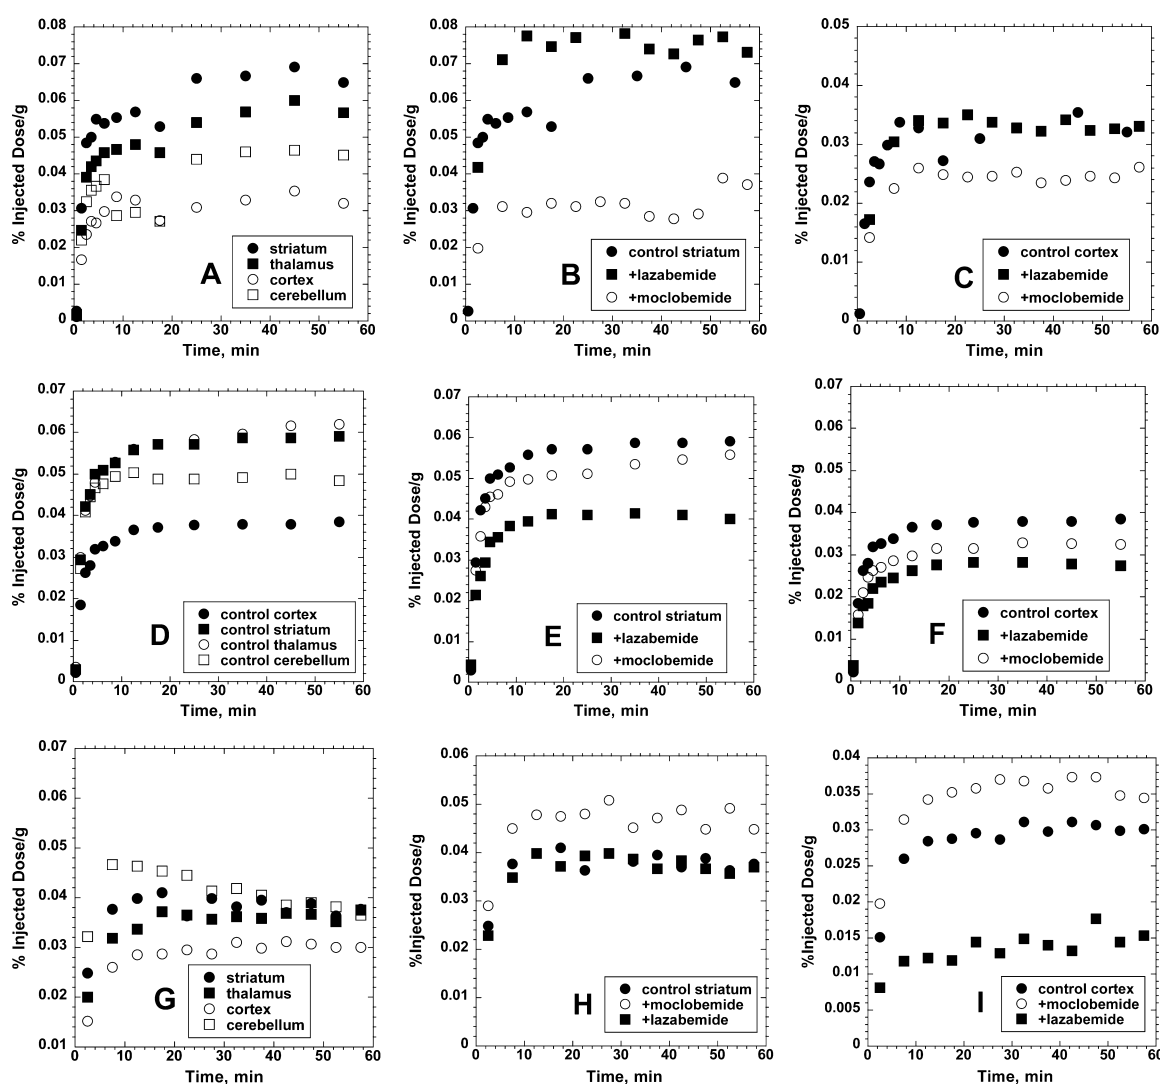 0.08
0.07
0.06
0.05
0.04
0.03
0.02
0.01
0
% Injected Dose/g
0 10 20 30 40 50 60
Time, min
A
striatum
thalamus
cortex
cerebellum
0.08
0.07
0.06
0.05
0.04
0.03
0.02
0.01
0
% Injected Dose/g
0 10 20 30 40 50 60
Time, min
B
control striatum
+lazabemide
+moclobemide
0.05
0.04
0.03
0.02
0.01
0
% Injected Dose/g
0 10 20 30 40 50 60
Time, min
C
control cortex
+lazabemide
+moclobemide
0.07
0.06
0.05
0.04
0.03
0.02
0.01
0
% Injected Dose/g
0 10 20 30 40 50 60
Time, min
D
control cortex
control striatum
control thalamus
control cerebellum
0.07
0.06
0.05
0.04
0.03
0.02
0.01
0
% Injected Dose/g
0 10 20 30 40 50 60
Time, min
E
control striatum
+lazabemide
+moclobemide
0.07
0.06
0.05
0.04
0.03
0.02
0.01
0
% Injected Dose/g
0 10 20 30 40 50 60
Time, min
F
control cortex
+lazabemide
+moclobemide
0.07
0.06
0.05
0.04
0.03
0.02
0.01
% Injected Dose/g
0 10 20 30 40 50 60
Time, min
G
striatum
thalamus
cortex
cerebellum
0.06
0.05
0.04
0.03
0.02
0.01
0
%Injected Dose/g
0 10 20 30 40 50 60
Time, min
H
control striatum
+moclobemide
+lazabemide
0.04
0.035
0.03
0.025
0.02
0.015
0.01
0.005
0
%Injected Dose/g
0 10 20 30 40 50 60
Time, min
I
control cortex
+moclobemide
+lazabemide